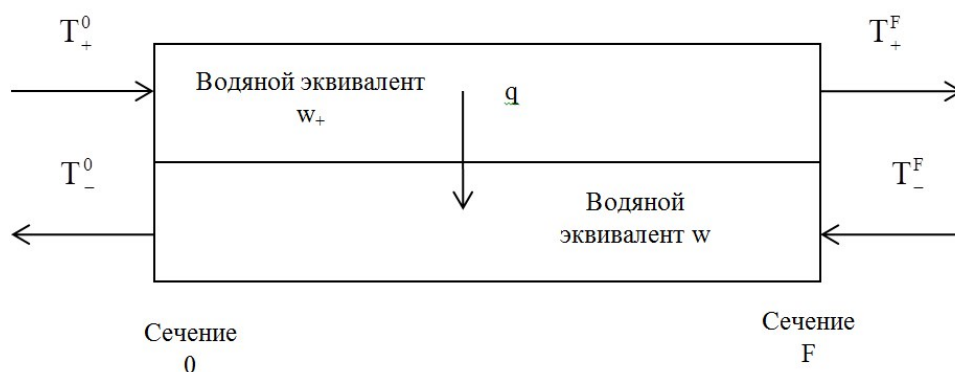 T₊⁰
T₊ᶠ
Водяной эквивалент
w₊
q
T₋⁰
T₋ᶠ
Водяной
эквивалент w
Сечение
0
Сечение
F